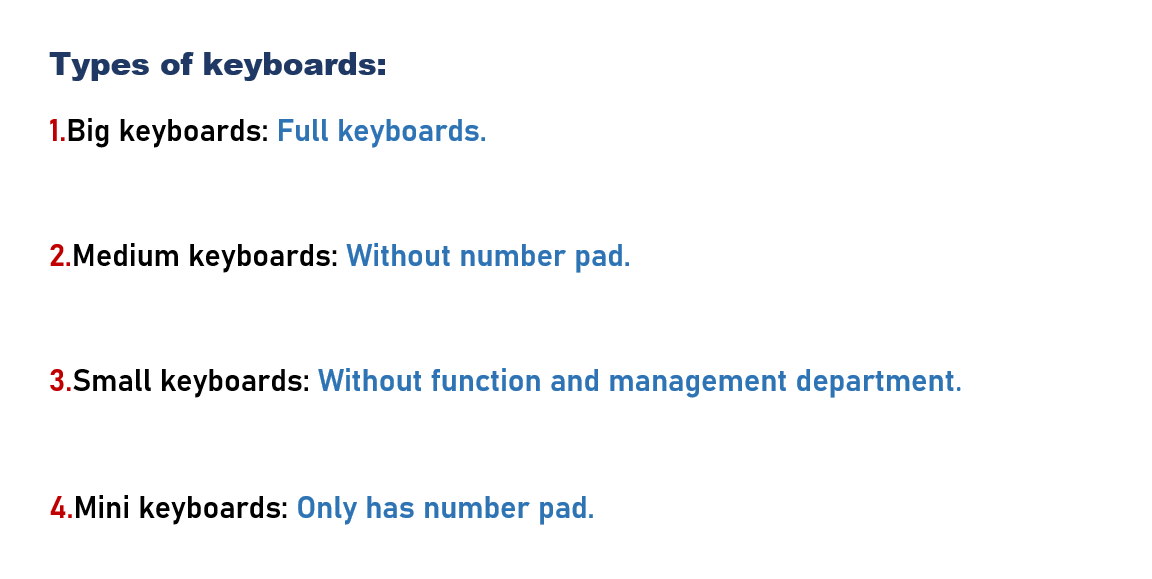 Types of keyboards:
1.Big keyboards: Full keyboards.
2.Medium keyboards: Without number pad.
3.Small keyboards: Without function and management department.
4.Mini keyboards: Only has number pad.